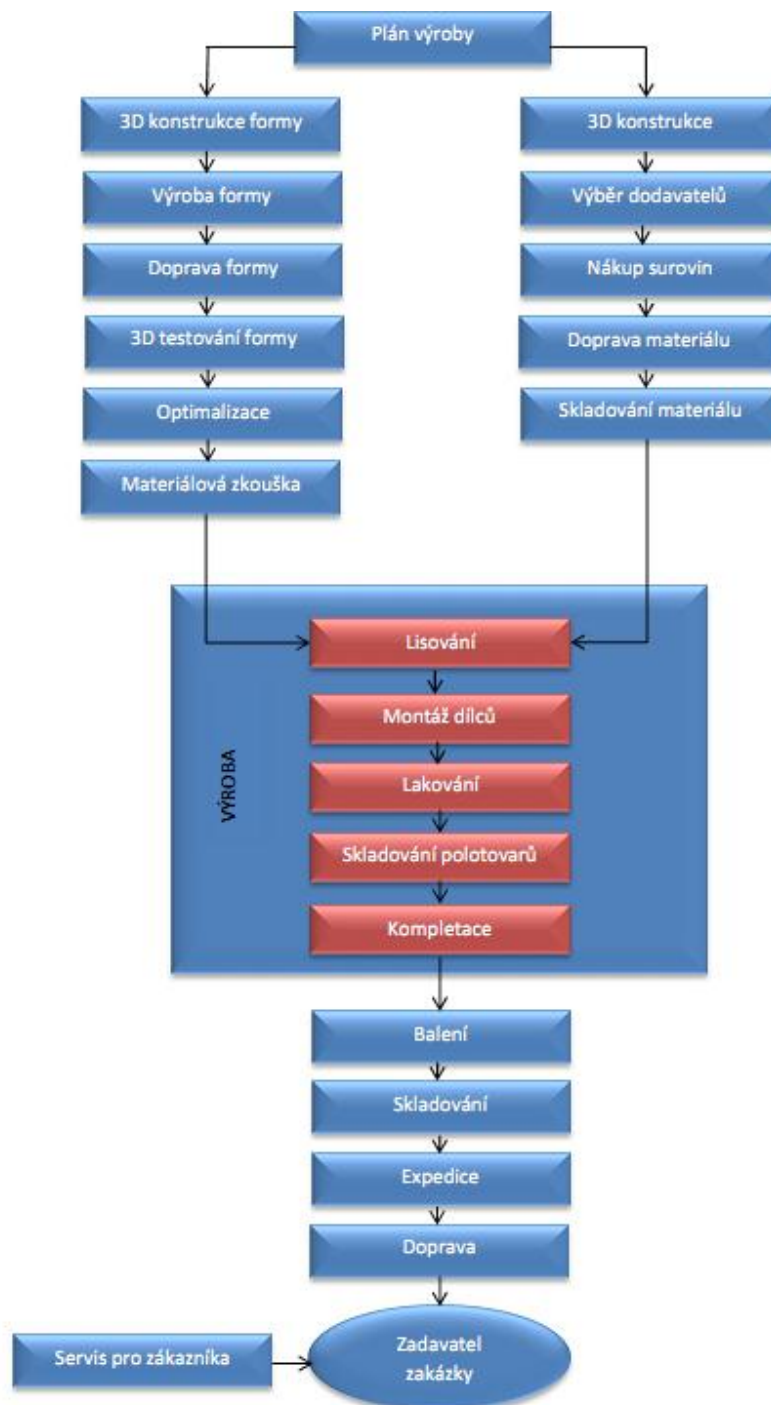 Plán výroby
3D konstrukce formy
Výroba formy
Doprava formy
3D testování formy
Optimalizace
Materiálová zkouška
3D konstrukce
Výběr dodavatelů
Nákup surovin
Doprava materiálu
Skladování materiálu
VÝROBA
Lisování
Montáž dílců
Lakování
Skladování polotovarů
Kompletace
Balení
Skladování
Expedice
Doprava
Servis pro zákazníka
Zadavatel
zakázky